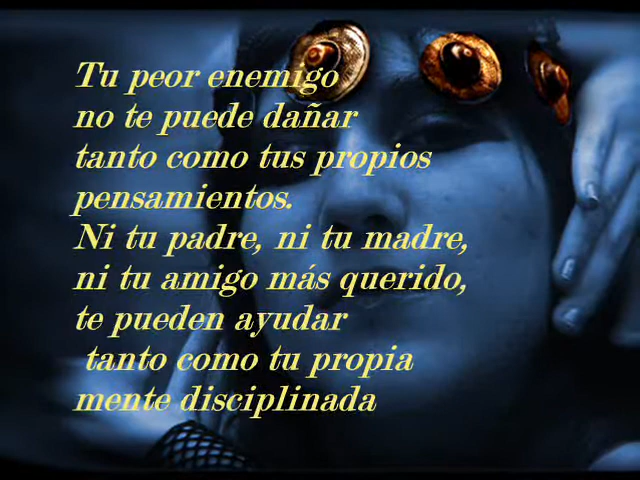 Tu peor enemigo
no te puede dañar
tanto como tus propios
pensamientos.
Ni tu padre, ni tu madre,
ni tu amigo más querido,
te pueden ayudar
tanto como tu propia
mente disciplinada